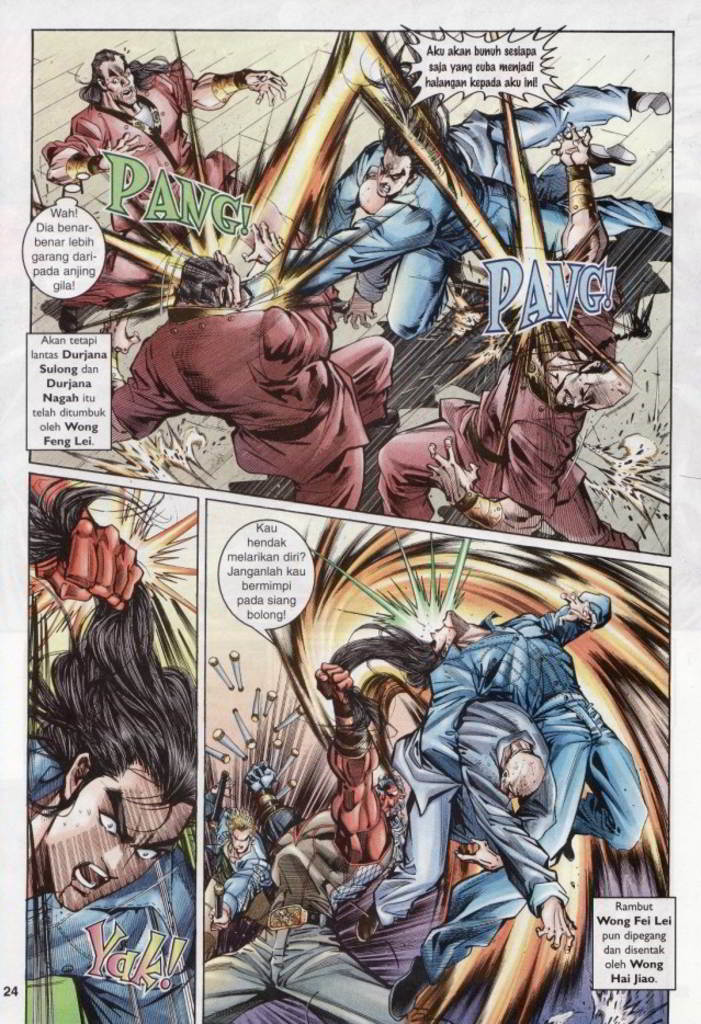 Aku akan bunuh sesiapa
saja yang cuba menjadi
halangan kepada aku ini!
PANG!
Wah!
Dia benar-
benar lebih
garang dari-
pada anjing
gila!
PANG!
Akan tetapi
lantas Durjana
Sulong dan
Durjana
Nagah itu
telah ditumbuk
oleh Wong
Feng Lei.
Kau
hendak
melarikan diri?
Janganlah kau
bermimpi
pada siang
bolong!
Yak!
Rambut
Wong Fei Lei
pun dipegang
dan disentak
oleh Wong
Hai Jiao.
24